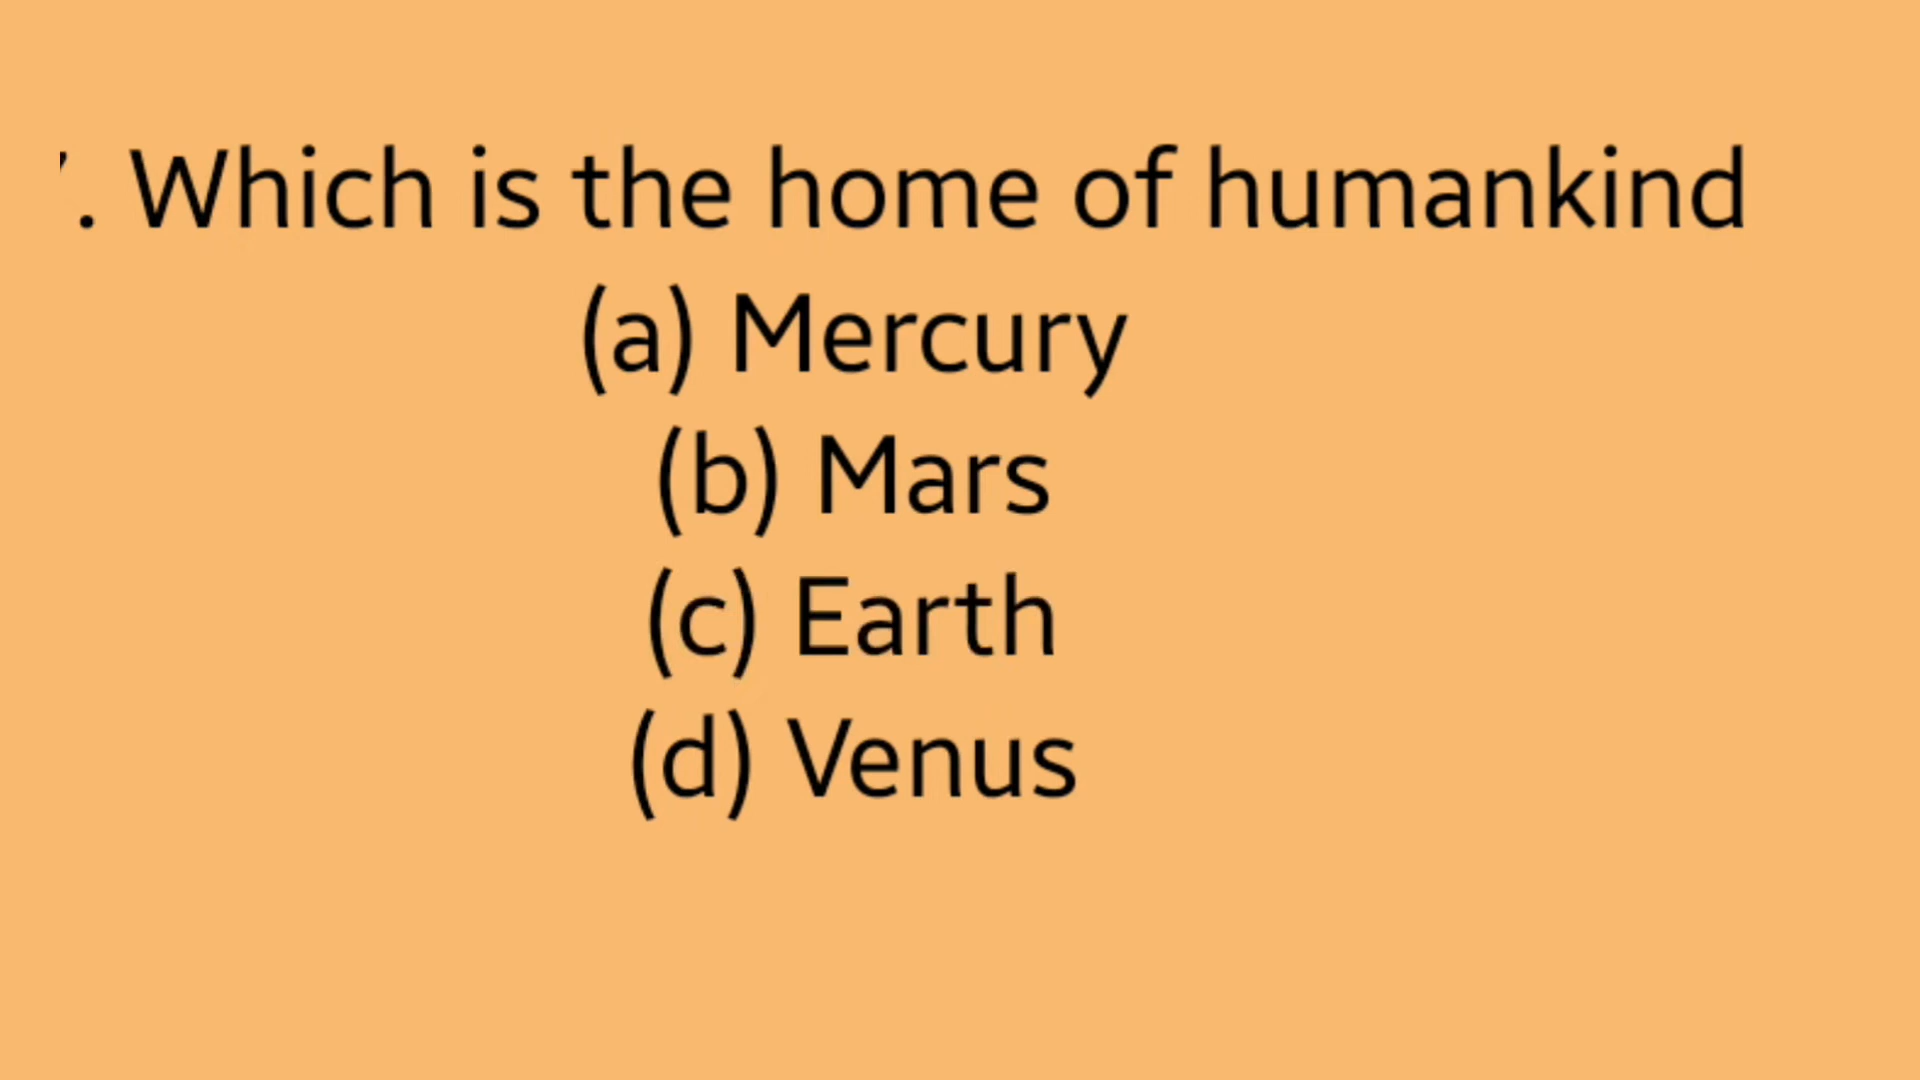 . Which is the home of humankind
(a) Mercury
(b) Mars
(c) Earth
(d) Venus